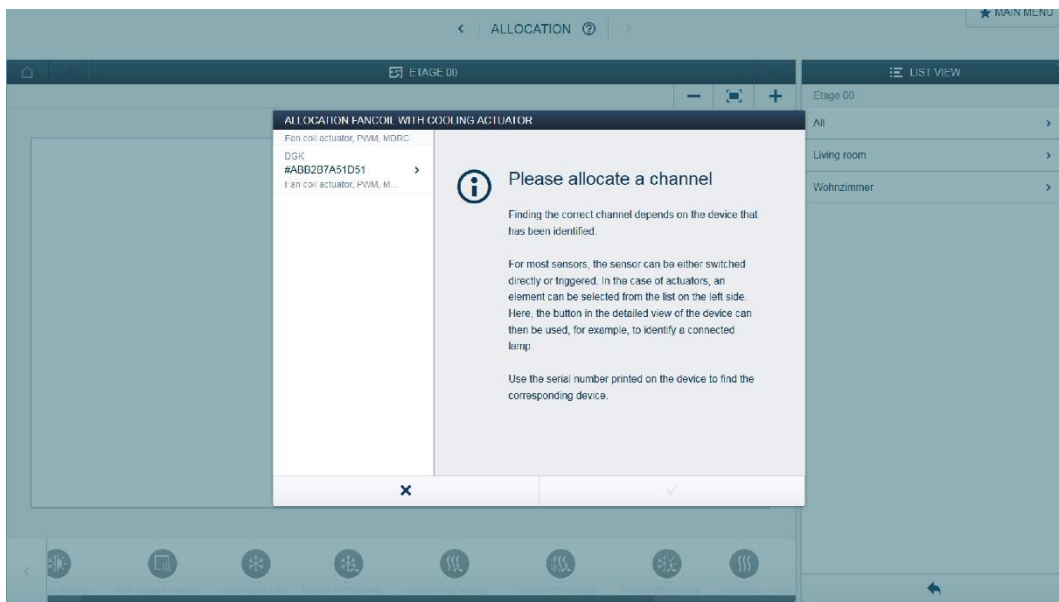 MAIN MENU
ALLOCATION
ETAGE 00
LIST VIEW
Etage 00
All
Living room
Wohnzimmer
ALLOCATION FANCOIL WITH COOLING ACTUATOR
Fan coil actuator, PWM, MDRC
DGK
#ABB2B7A51D51
Fan coil actuator, PWM, M...
Please allocate a channel
Finding the correct channel depends on the device that
has been identified.
For most sensors, the sensor can be either switched
directly or triggered. In the case of actuators, an
element can be selected from the list on the left side.
Here, the button in the detailed view of the device can
then be used, for example, to identify a connected
lamp.
Use the serial number printed on the device to find the
corresponding device.